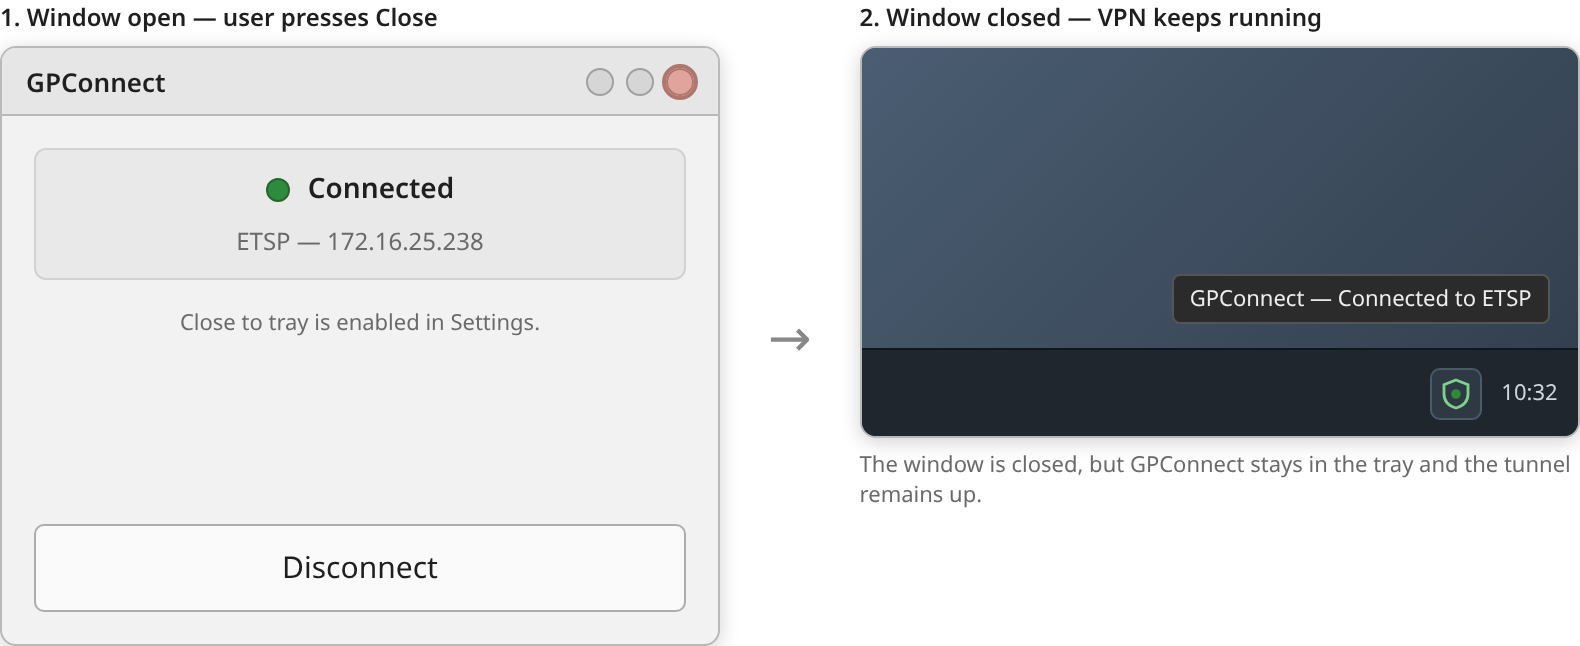 1. Window open — user presses Close
GPConnect
Connected
ETSP — 172.16.25.238
Close to tray is enabled in Settings.
Disconnect
→
2. Window closed — VPN keeps running
GPConnect — Connected to ETSP
10:32
The window is closed, but GPConnect stays in the tray and the tunnel
remains up.